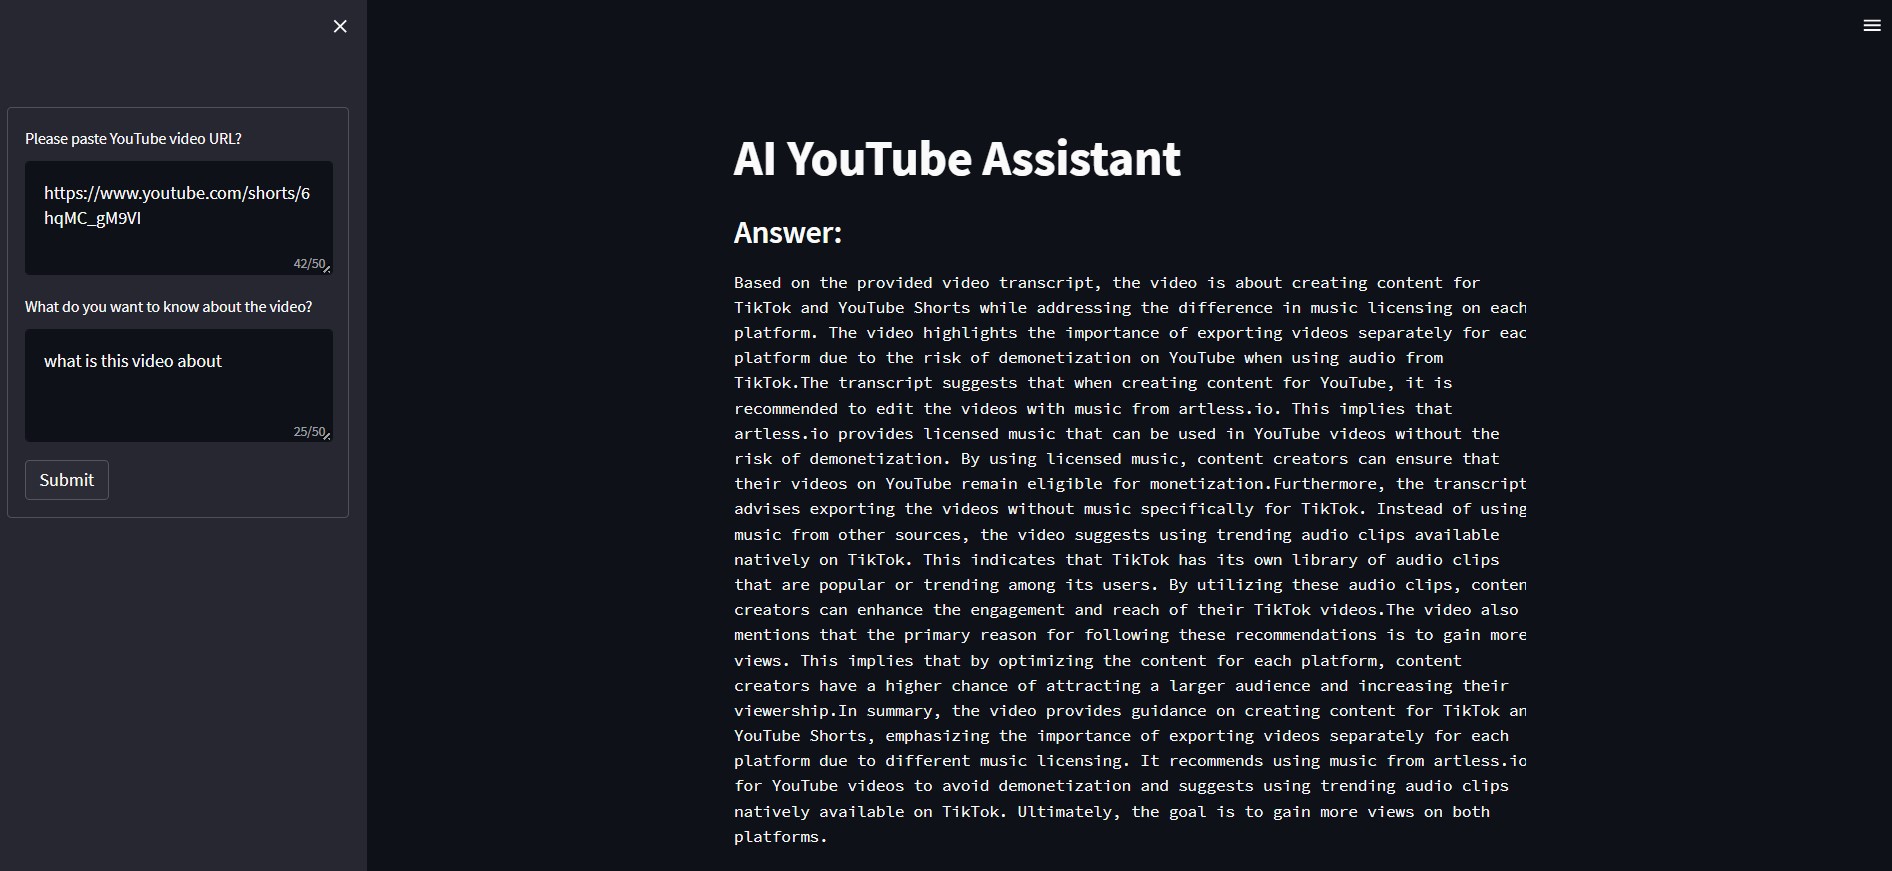 Please paste YouTube video URL?
https://www.youtube.com/shorts/6
hqMC_gM9VI
42/50
What do you want to know about the video?
what is this video about
25/50
Submit
AI YouTube Assistant
Answer:
Based on the provided video transcript, the video is about creating content for
TikTok and YouTube Shorts while addressing the difference in music licensing on each
platform. The video highlights the importance of exporting videos separately for eac
platform due to the risk of demonetization on YouTube when using audio from
TikTok.The transcript suggests that when creating content for YouTube, it is
recommended to edit the videos with music from artless.io. This implies that
artless.io provides licensed music that can be used in YouTube videos without the
risk of demonetization. By using licensed music, content creators can ensure that
their videos on YouTube remain eligible for monetization.Furthermore, the transcript
advises exporting the videos without music specifically for TikTok. Instead of using
music from other sources, the video suggests using trending audio clips available
natively on TikTok. This indicates that TikTok has its own library of audio clips
that are popular or trending among its users. By utilizing these audio clips, conten
creators can enhance the engagement and reach of their TikTok videos.The video also
mentions that the primary reason for following these recommendations is to gain more
views. This implies that by optimizing the content for each platform, content
creators have a higher chance of attracting a larger audience and increasing their
viewership.In summary, the video provides guidance on creating content for TikTok an
YouTube Shorts, emphasizing the importance of exporting videos separately for each
platform due to different music licensing. It recommends using music from artless.io
for YouTube videos to avoid demonetization and suggests using trending audio clips
natively available on TikTok. Ultimately, the goal is to gain more views on both
platforms.